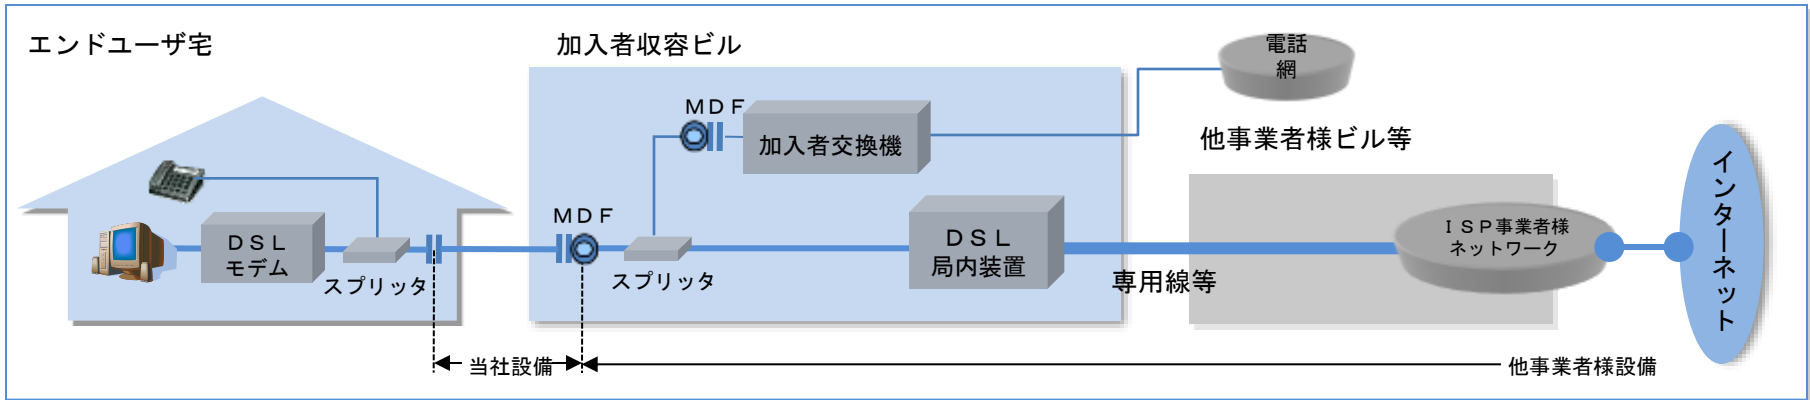 エンドユーザ宅
加入者収容ビル
電話
網
ＭＤＦ
加入者交換機
他事業者様ビル等
ＭＤＦ
ＤＳＬ
モデム
スプリッタ
スプリッタ
ＤＳＬ
局内装置
専用線等
ＩＳＰ事業者様
ネットワーク
インターネット
当社設備
他事業者様設備